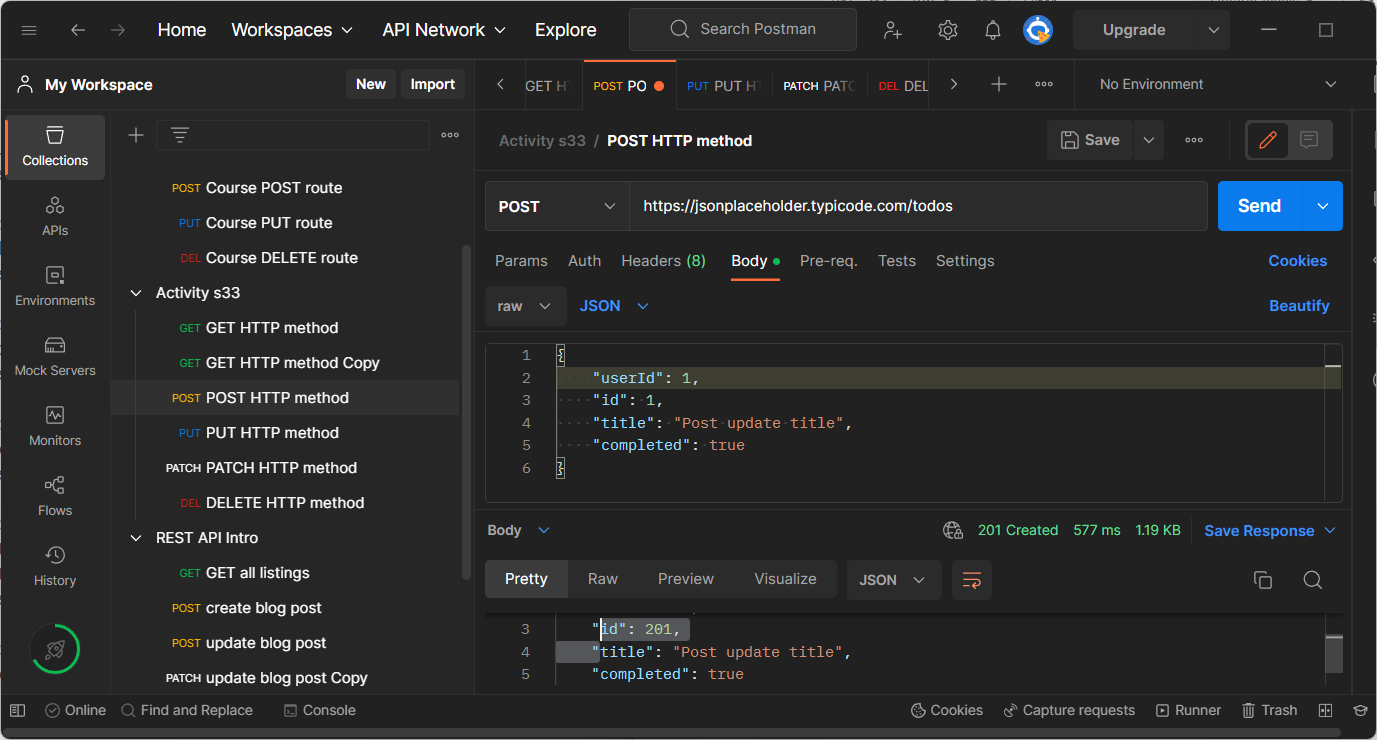 Home Workspaces API Network Explore Search Postman Upgrade
My Workspace New Import
GET H POST PO PUT H PATCH PATC DEL DEL No Environment
Collections
APIs
Environments
Mock Servers
Monitors
Flows
History
POST Course POST route
PUT Course PUT route
DEL Course DELETE route
Activity s33
GET GET HTTP method
GET GET HTTP method Copy
POST POST HTTP method
PUT PUT HTTP method
PATCH PATCH HTTP method
DEL DELETE HTTP method
REST API Intro
GET GET all listings
POST create blog post
POST update blog post
PATCH update blog post Copy
Activity s33 / POST HTTP method Save
POST https://jsonplaceholder.typicode.com/todos Send
Params Auth Headers (8) Body Pre-req. Tests Settings Cookies
raw JSON Beautify
1 {
2 "userId": 1,
3 "id": 1,
4 "title": "Post update title",
5 "completed": true
6 }
Body 201 Created 577 ms 1.19 KB Save Response
Pretty Raw Preview Visualize JSON
3 "id": 201,
4 "title": "Post update title",
5 "completed": true
Online Find and Replace Console Cookies Capture requests Runner Trash